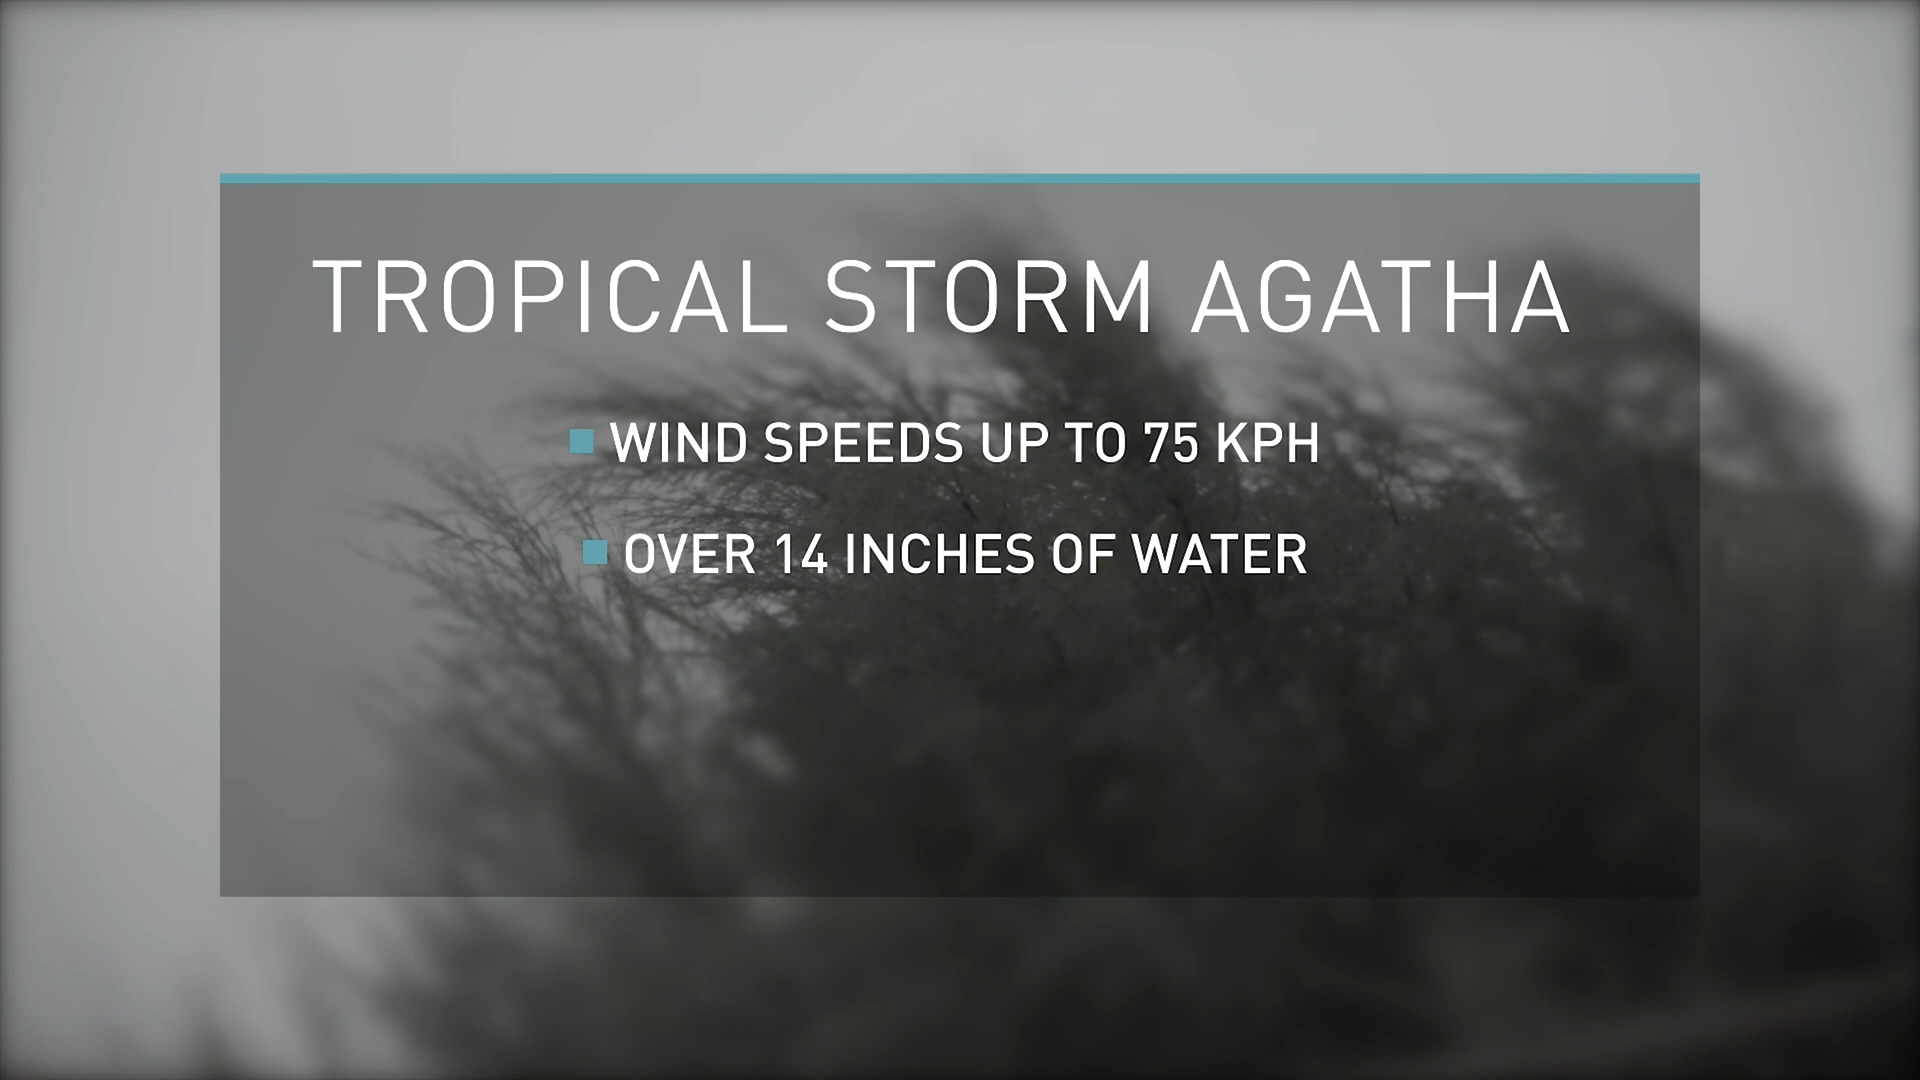 TROPICAL STORM AGATHA
WIND SPEEDS UP TO 75 KPH
OVER 14 INCHES OF WATER